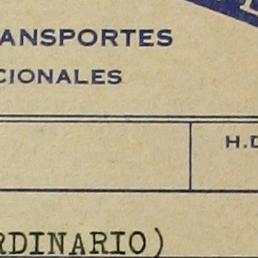 ANSPORTES
CIONALES
H.D
RDINARIO)